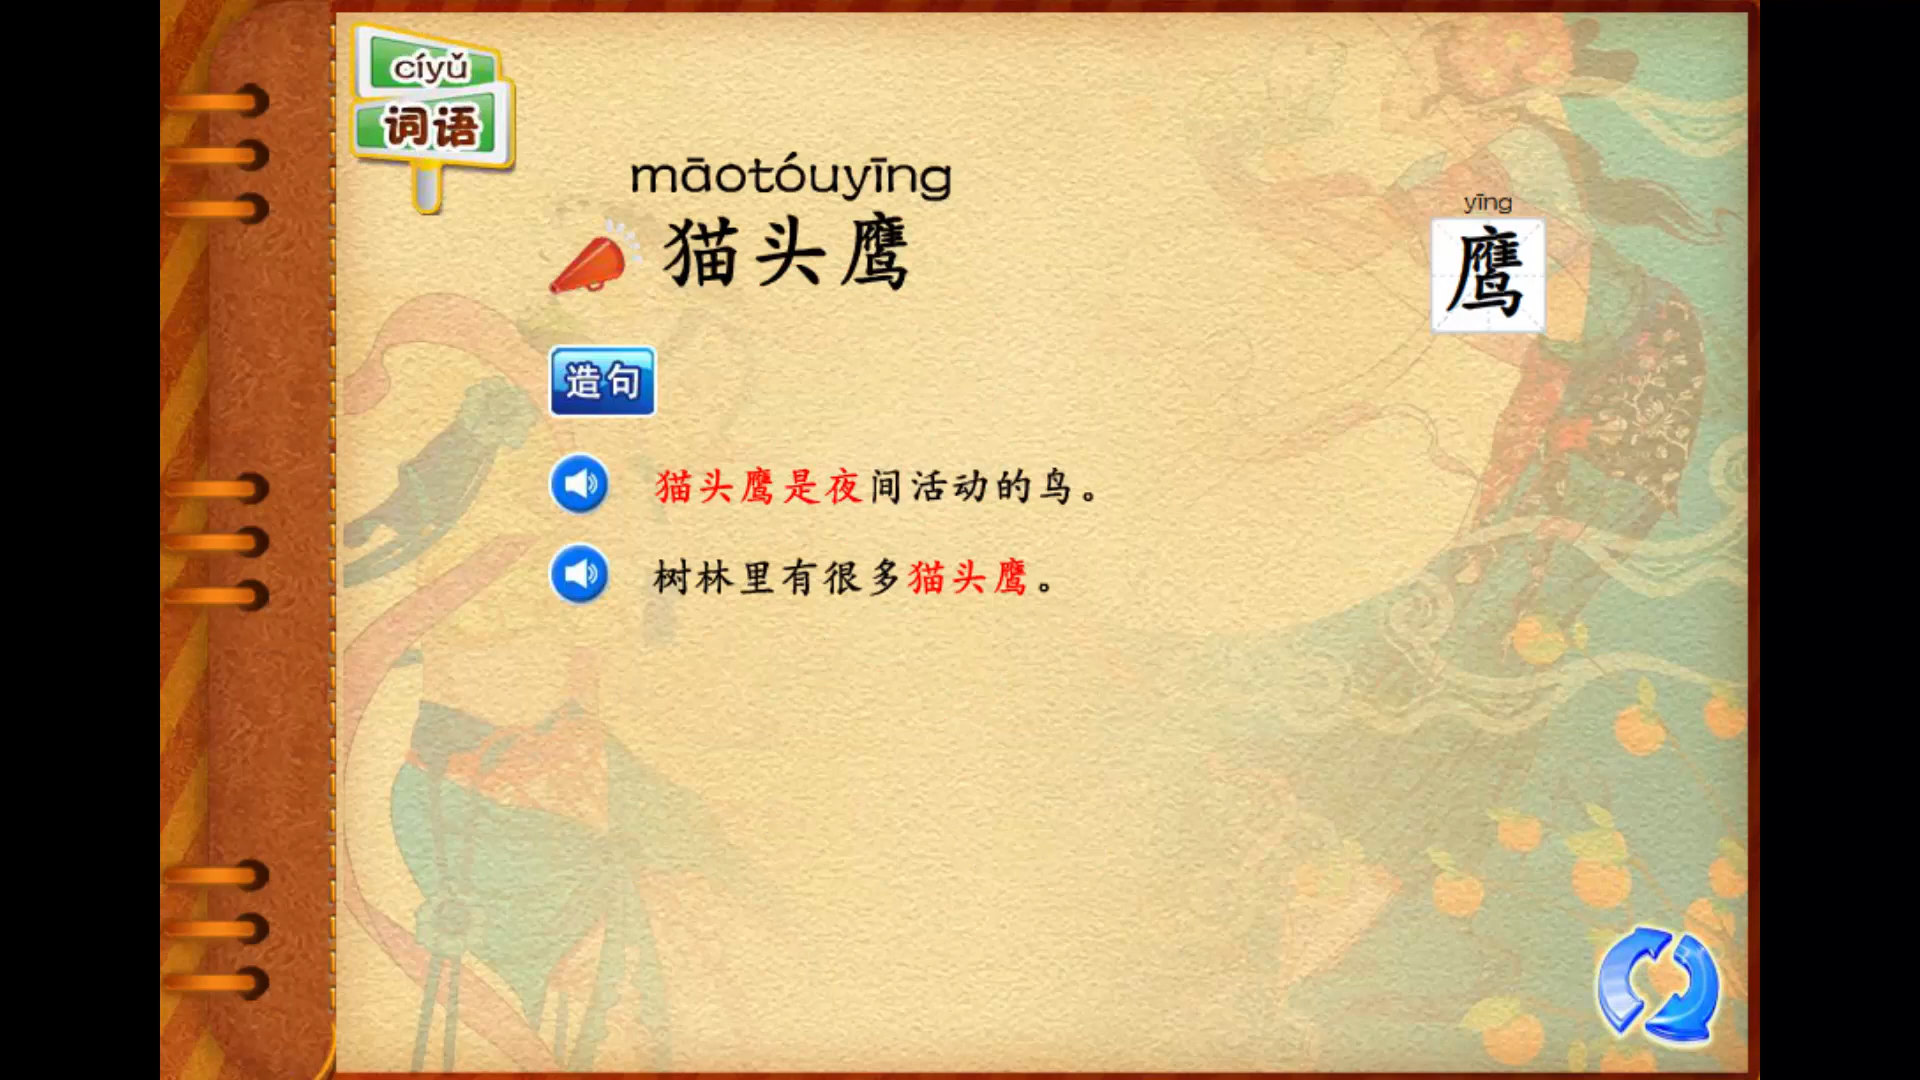 cíyǔ
词语
māotóuyīng
猫头鹰
yīng
鹰
造句
猫头鹰是夜间活动的鸟。
树林里有很多猫头鹰。